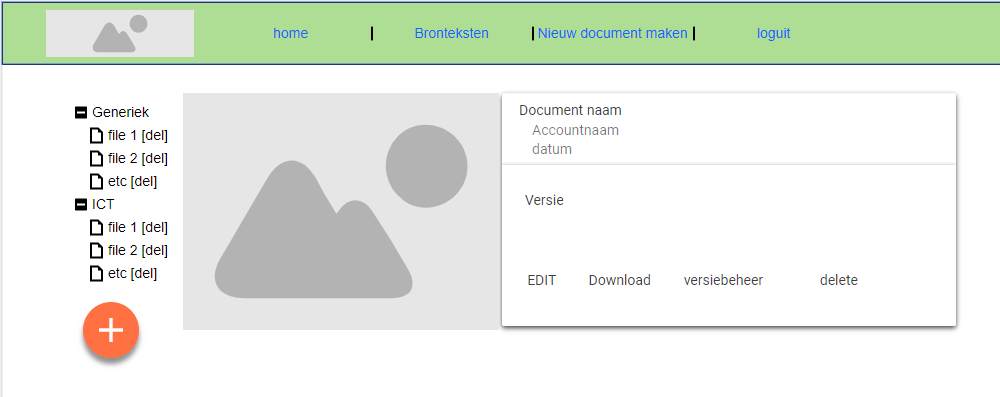 home | Bronteksten | Nieuw document maken | loguit
Generiek
file 1 [del]
file 2 [del]
etc [del]
ICT
file 1 [del]
file 2 [del]
etc [del]
Document naam
Accountnaam
datum
Versie
EDIT Download versiebeheer delete